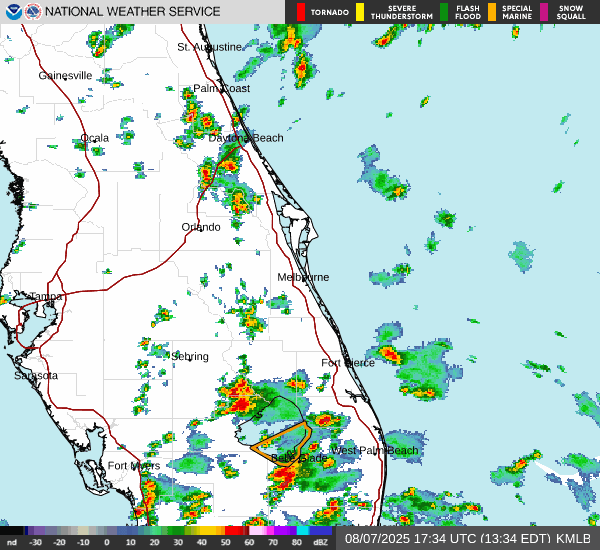 NATIONAL WEATHER SERVICE
TORNADO
SEVERE
THUNDERSTORM
FLASH
FLOOD
SPECIAL
MARINE
SNOW
SQUALL
St. Augustine
Gainesville
Palm Coast
Ocala
Daytona Beach
Orlando
Melbourne
Tampa
Sebring
Fort Pierce
Sarasota
West Palm Beach
Belle Glade
Fort Myers
nd -30 -20 -10 0 10 20 30 40 50 60 70 80 dBZ
08/07/2025 17:34 UTC (13:34 EDT) KMLB